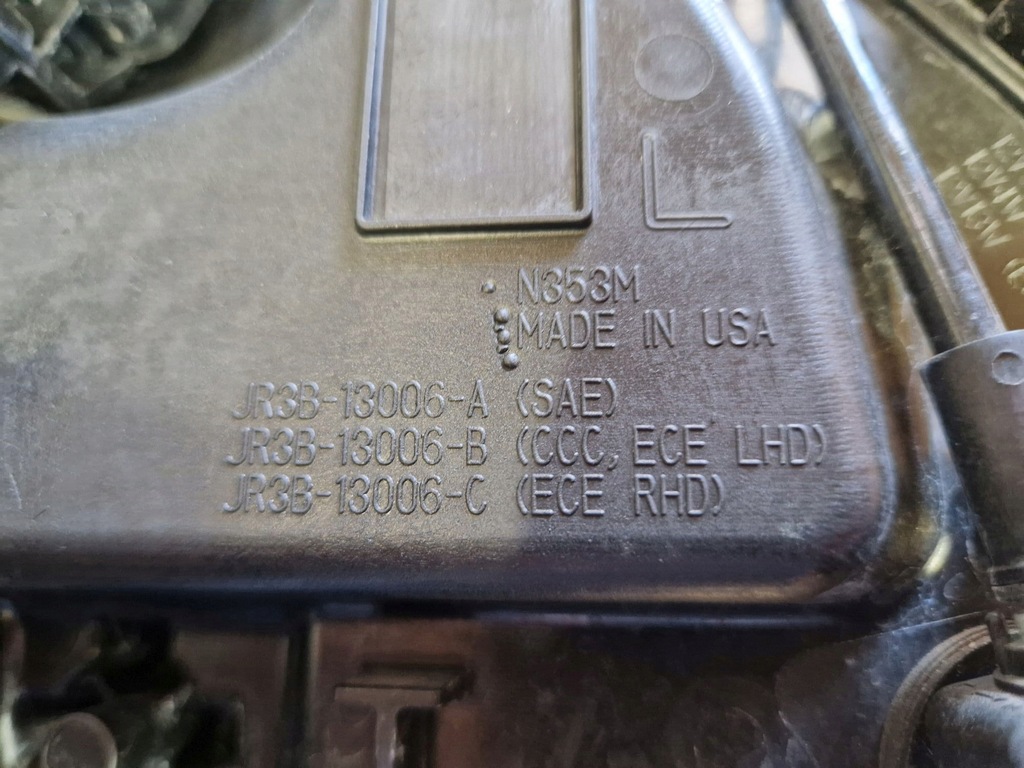 L
N353M
MADE IN USA
JR3B-13006-A (SAE)
JR3B-13006-B (CCC, ECE LHD)
JR3B-13006-C (ECE RHD)